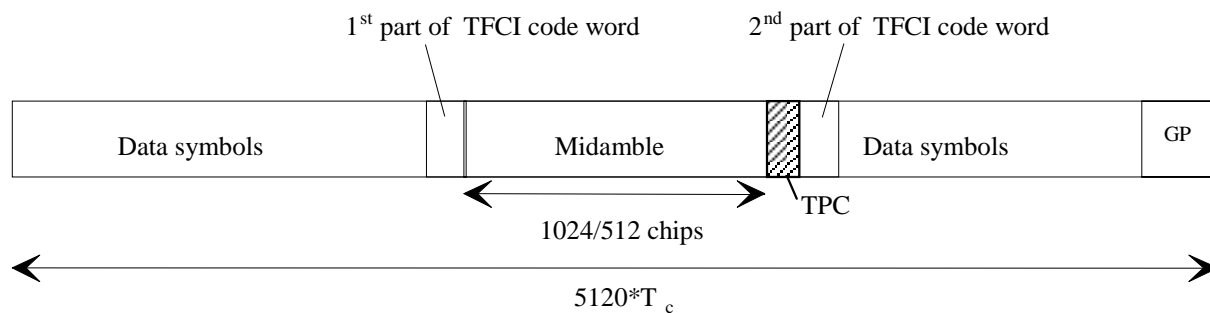 1st part of TFCI code word
2nd part of TFCI code word
Data symbols
Midamble
Data symbols
GP
TPC
1024/512 chips
5120*T c